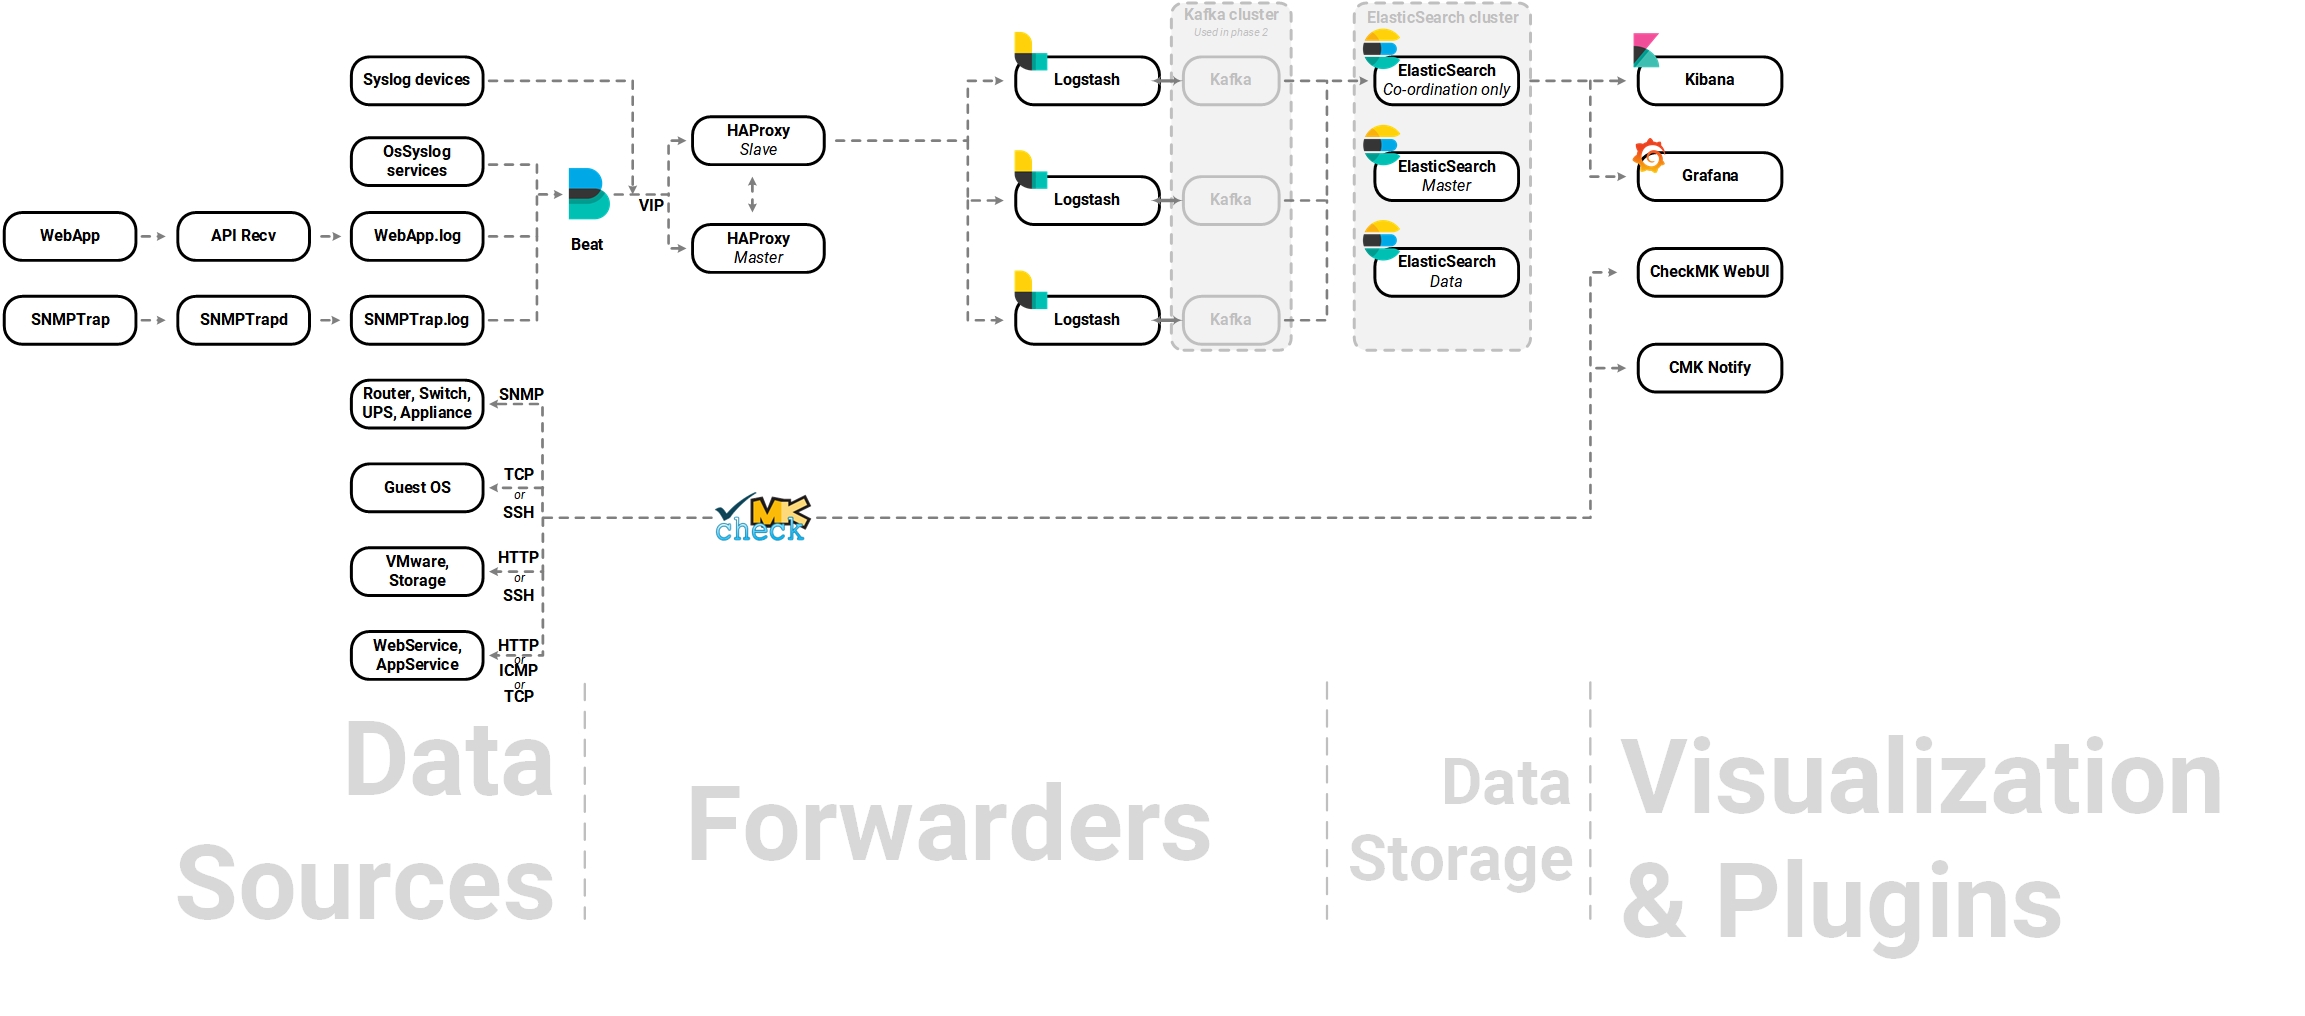 Kafka cluster
Used in phase 2
ElasticSearch cluster
Syslog devices
OsSyslog
services
WebApp
API Recv
WebApp.log
SNMPTrap
SNMPTrapd
SNMPTrap.log
Beat
VIP
HAProxy
Slave
HAProxy
Master
Logstash
Kafka
Logstash
Kafka
Logstash
Kafka
ElasticSearch
Co-ordination only
ElasticSearch
Master
ElasticSearch
Data
Kibana
Grafana
CheckMK WebUI
CMK Notify
Router, Switch,
UPS, Appliance
SNMP
Guest OS
TCP
or
SSH
VMware,
Storage
HTTP
or
SSH
WebService,
AppService
HTTP
or
ICMP
or
TCP
MK
check
Data
Sources
Forwarders
Data
Storage
Visualization
& Plugins